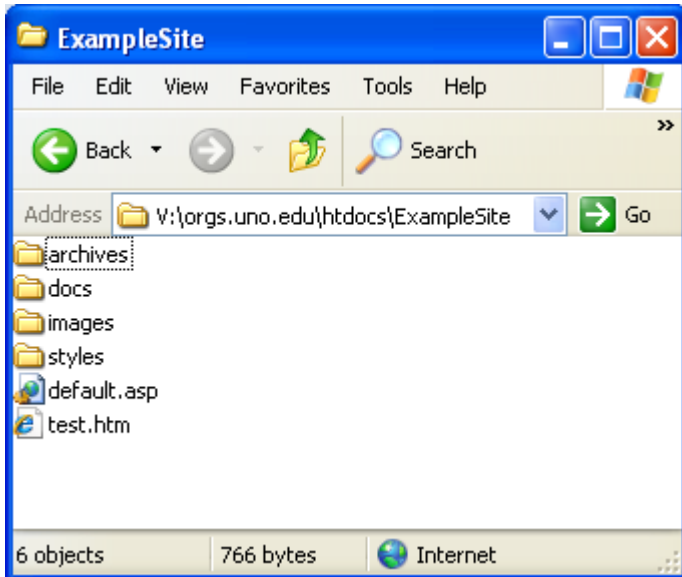 ExampleSite
File Edit View Favorites Tools Help
Back Search »
Address V:\orgs.uno.edu\htdocs\ExampleSite Go
archives
docs
images
styles
default.asp
test.htm
6 objects 766 bytes Internet